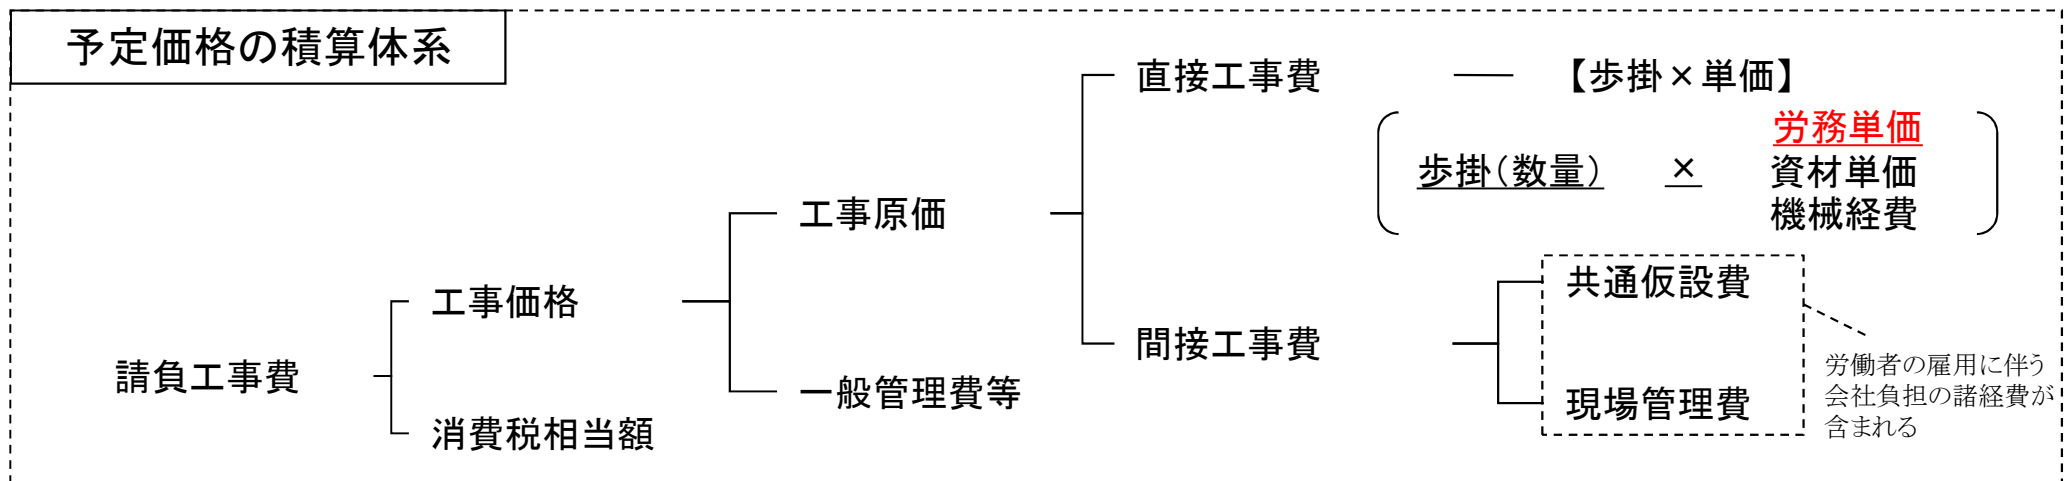 予定価格の積算体系
直接工事費
【歩掛×単価】
労務単価
歩掛（数量） ×
資材単価
機械経費
工事原価
共通仮設費
工事価格
間接工事費
請負工事費
労働者の雇用に伴う
会社負担の諸経費が
含まれる
一般管理費等
現場管理費
消費税相当額